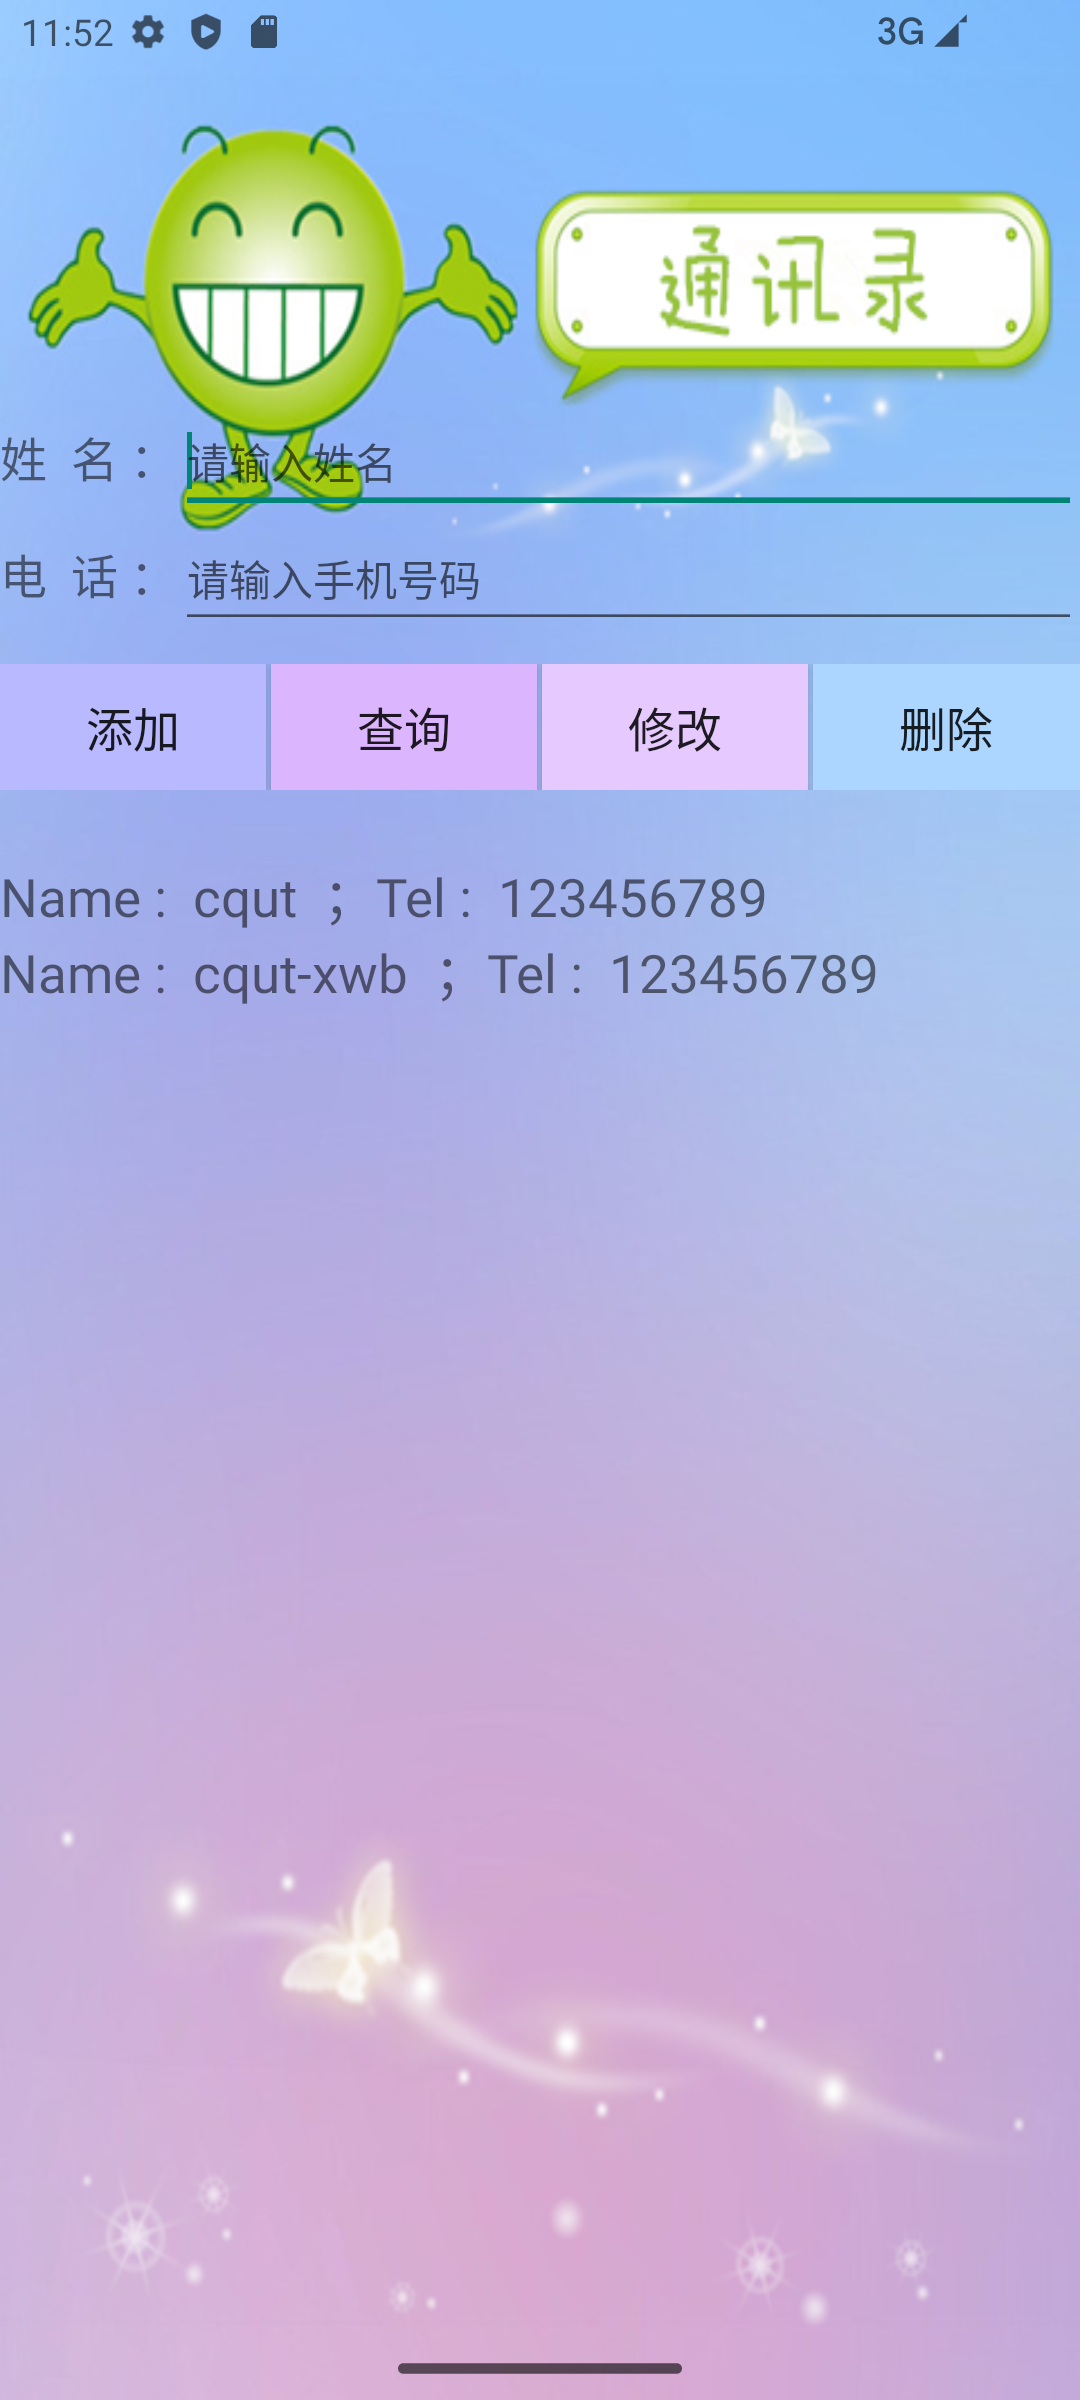 11:52 3G
通讯录
姓 名： 请输入姓名
电 话： 请输入手机号码
添加 查询 修改 删除
Name： cqut ；Tel： 123456789
Name： cqut-xwb ；Tel： 123456789